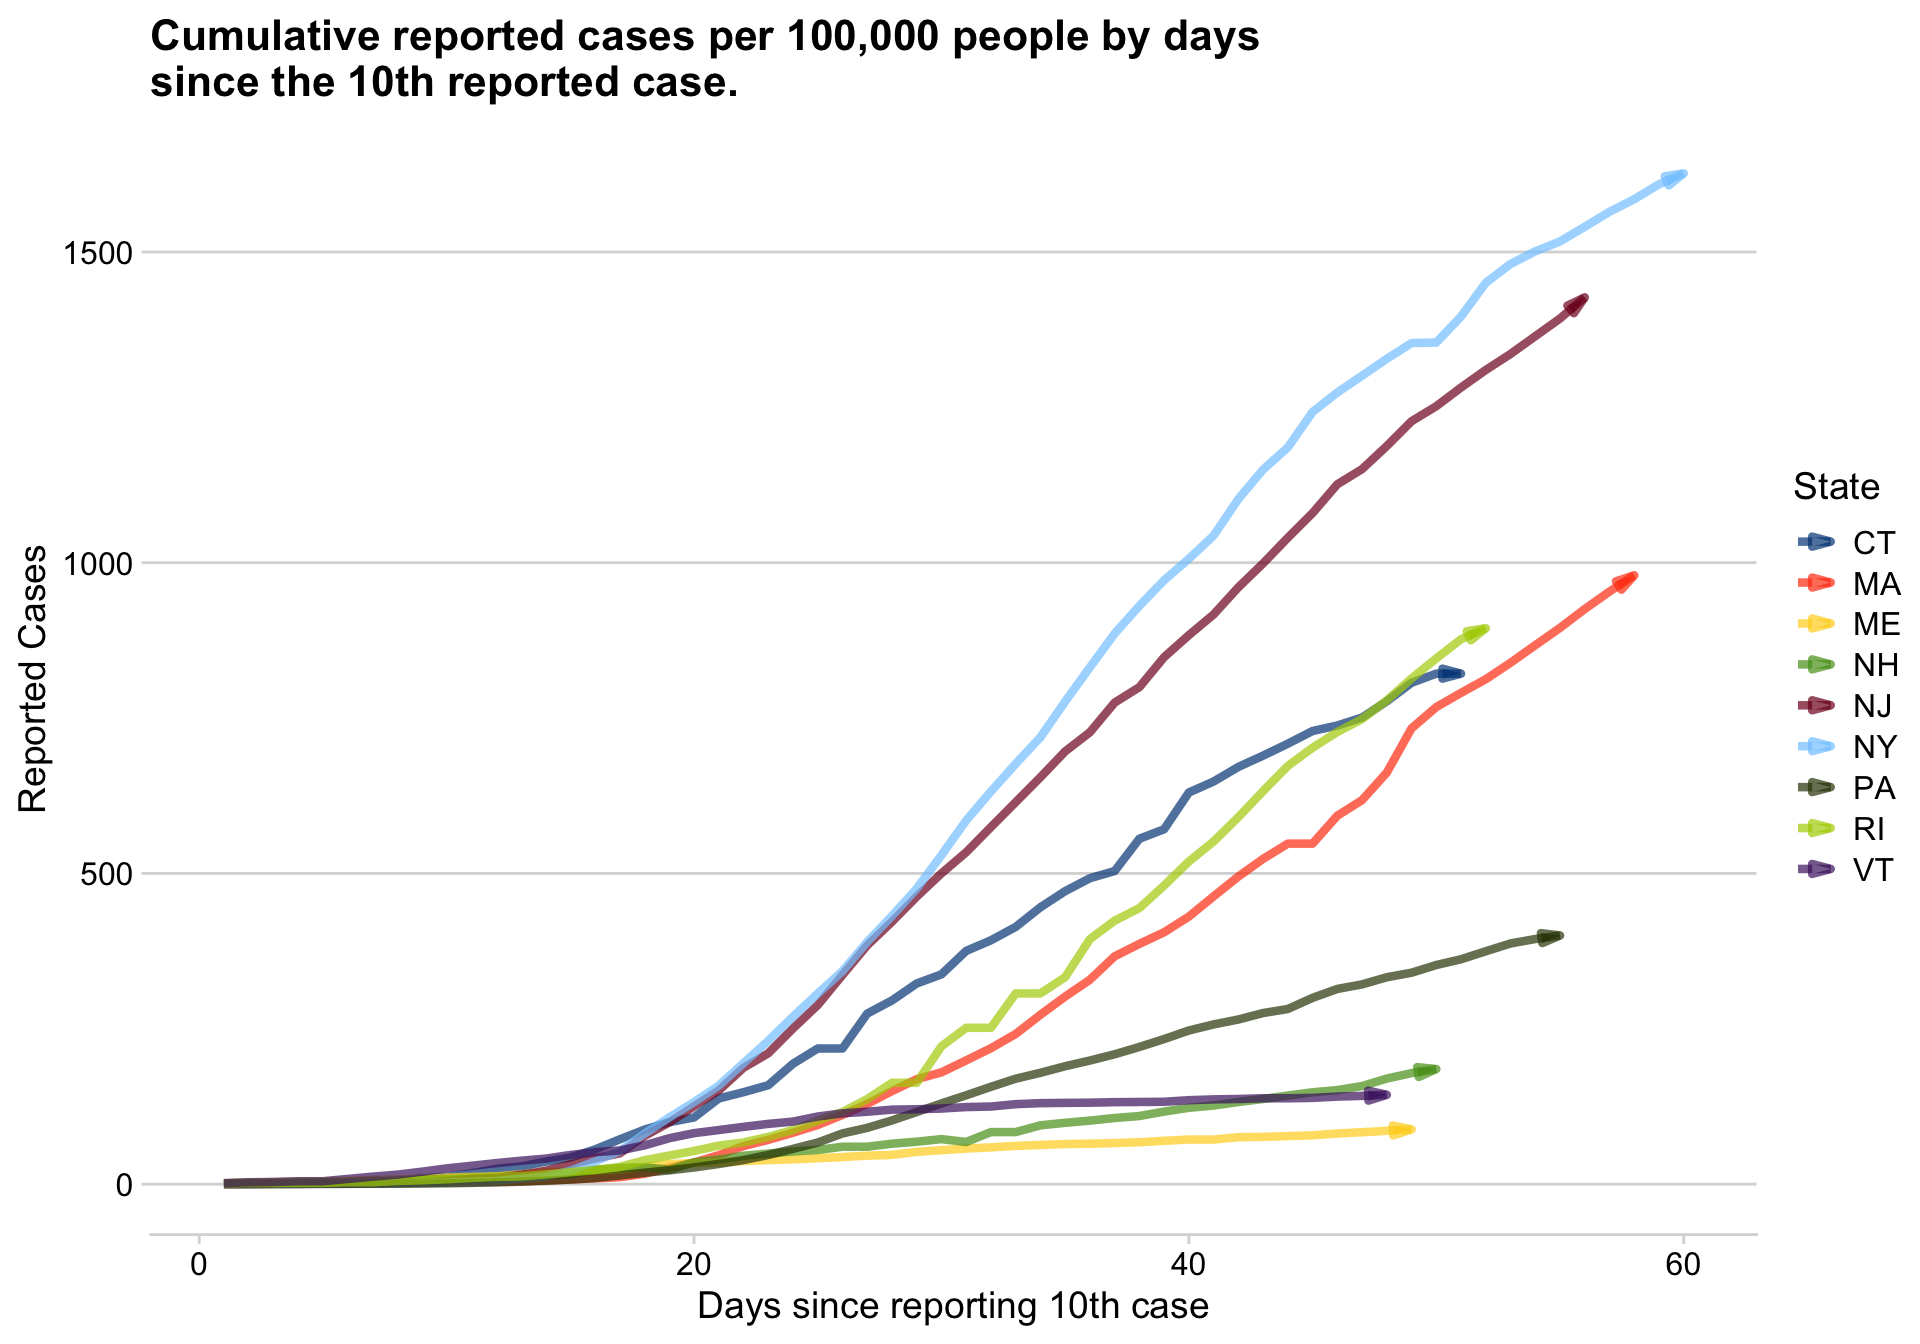 Cumulative reported cases per 100,000 people by days
since the 10th reported case.
1500
1000
500
0
Reported Cases
0 20 40 60
Days since reporting 10th case
State
CT
MA
ME
NH
NJ
NY
PA
RI
VT